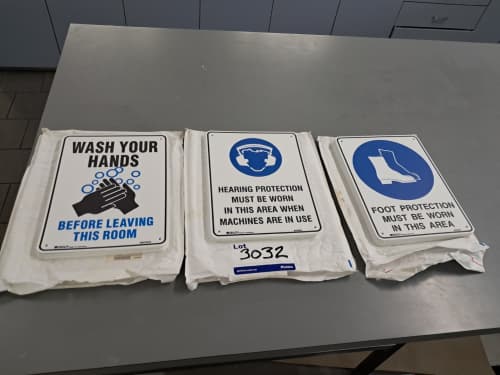 WASH YOUR
HANDS
BEFORE LEAVING
THIS ROOM
HEARING PROTECTION
MUST BE WORN
IN THIS AREA WHEN
MACHINES ARE IN USE
Lot
3032
FOOT PROTECTION
MUST BE WORN
IN THIS AREA